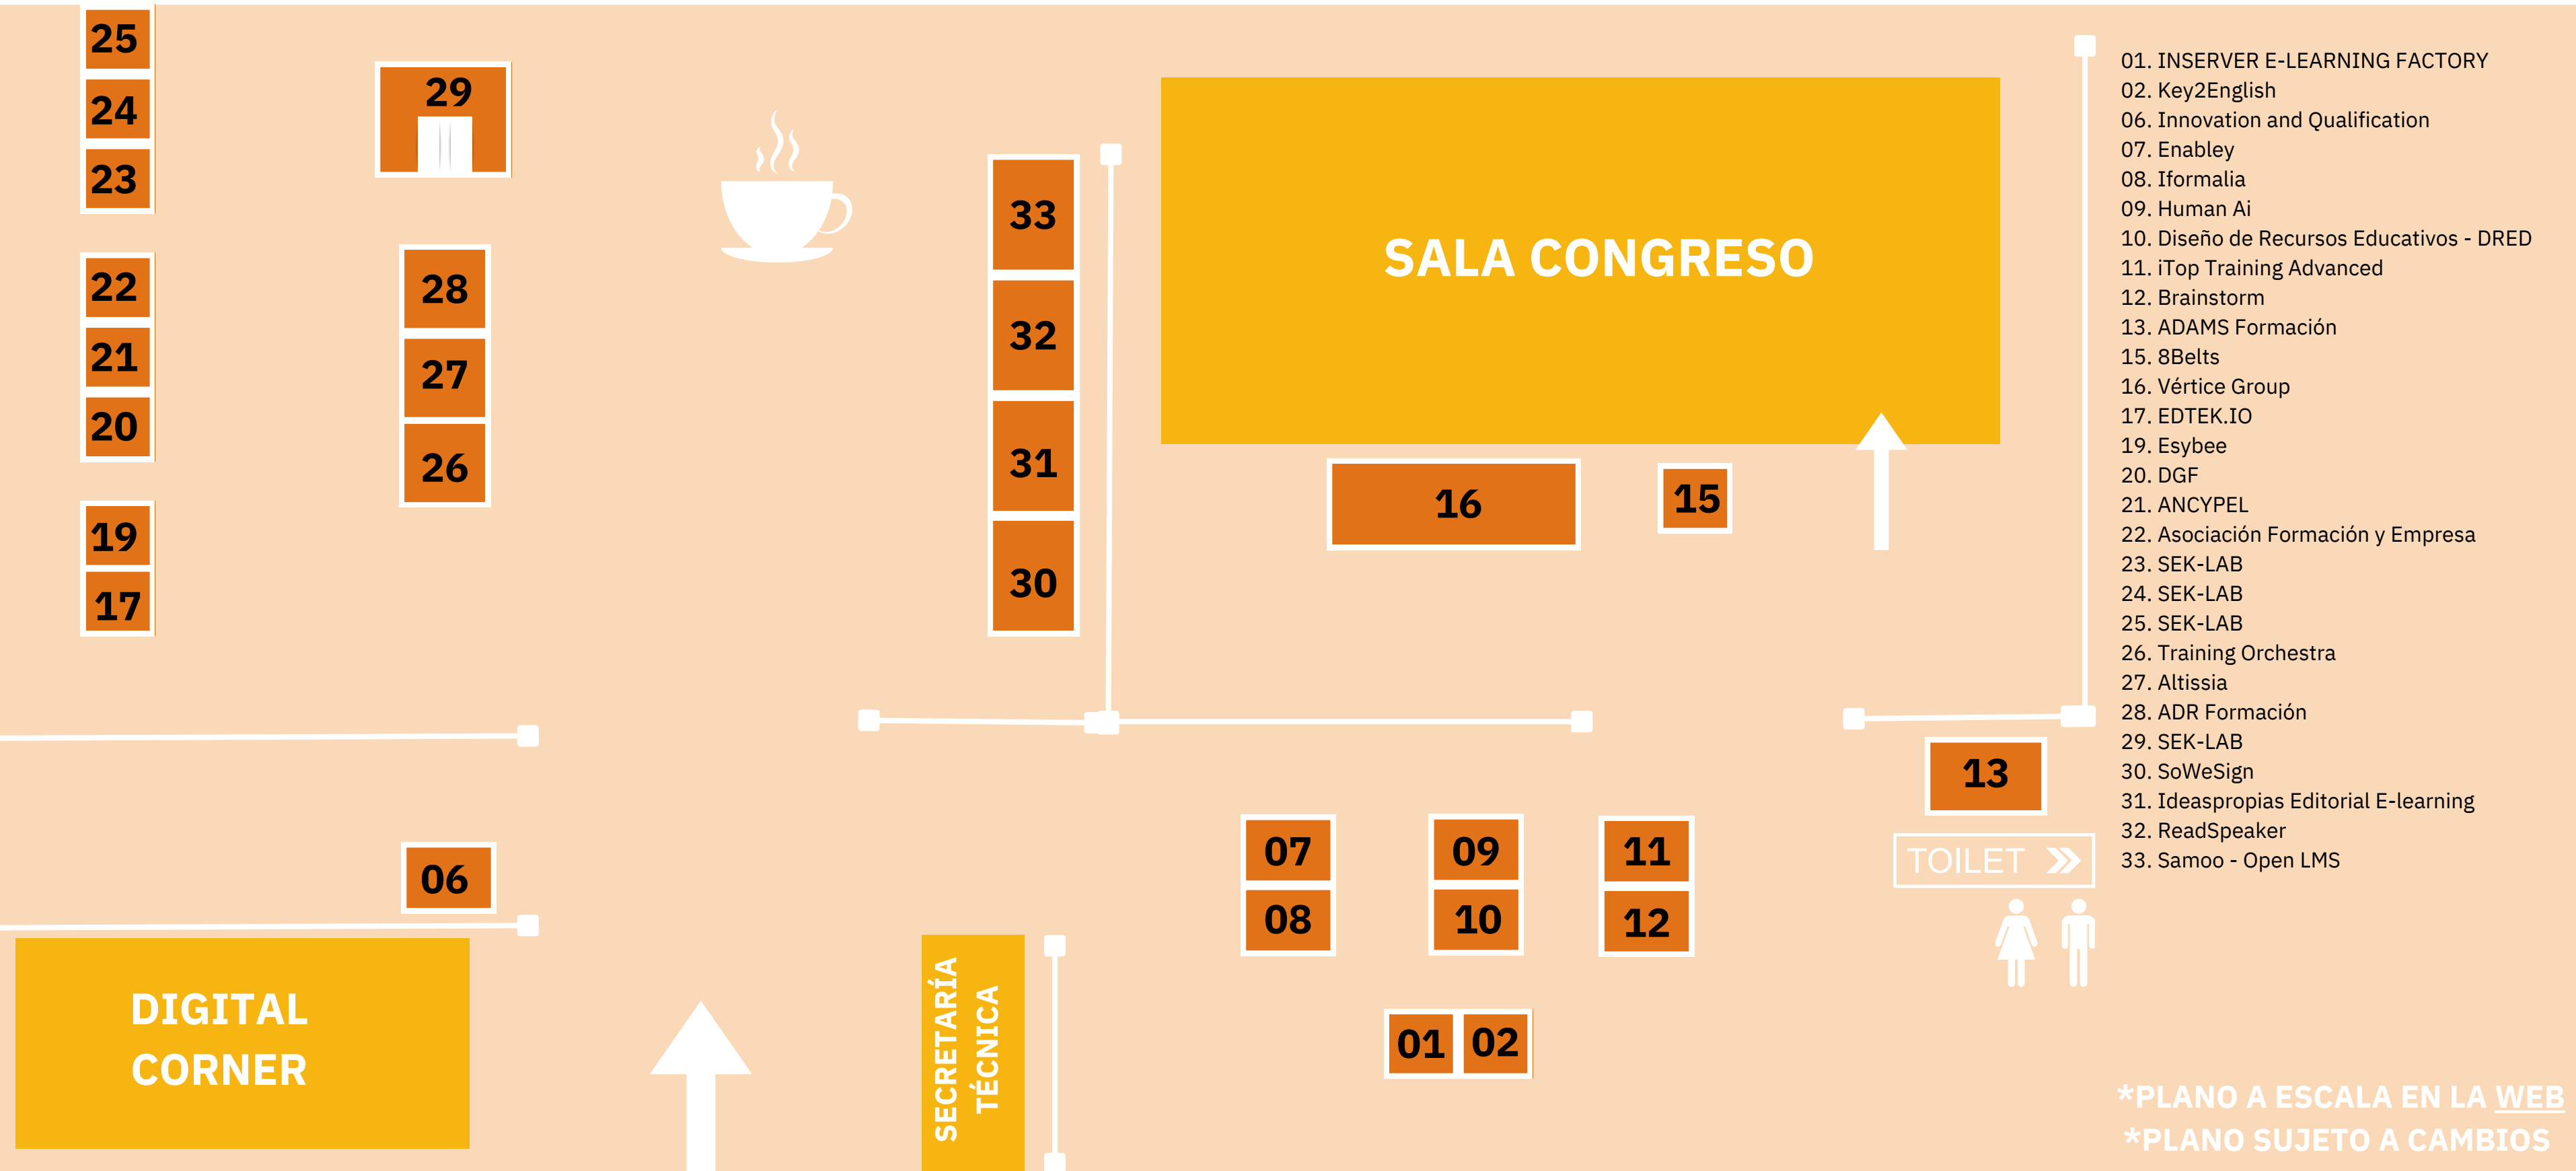 25
24
23
22
21
20
19
17
29
28
27
26
33
32
31
30
SALA CONGRESO
16
15
13
06
07
08
09
10
11
12
01
02
TOILET
DIGITAL
CORNER
SECRETARÍA
TÉCNICA
01. INSERVER E-LEARNING FACTORY
02. Key2English
06. Innovation and Qualification
07. Enabley
08. Iformalia
09. Human Ai
10. Diseño de Recursos Educativos - DRED
11. iTop Training Advanced
12. Brainstorm
13. ADAMS Formación
15. 8Belts
16. Vértice Group
17. EDTEK.IO
19. Esybee
20. DGF
21. ANCYPEL
22. Asociación Formación y Empresa
23. SEK-LAB
24. SEK-LAB
25. SEK-LAB
26. Training Orchestra
27. Altissia
28. ADR Formación
29. SEK-LAB
30. SoWeSign
31. Ideaspropias Editorial E-learning
32. ReadSpeaker
33. Samoo - Open LMS
*PLANO A ESCALA EN LA WEB
*PLANO SUJETO A CAMBIOS